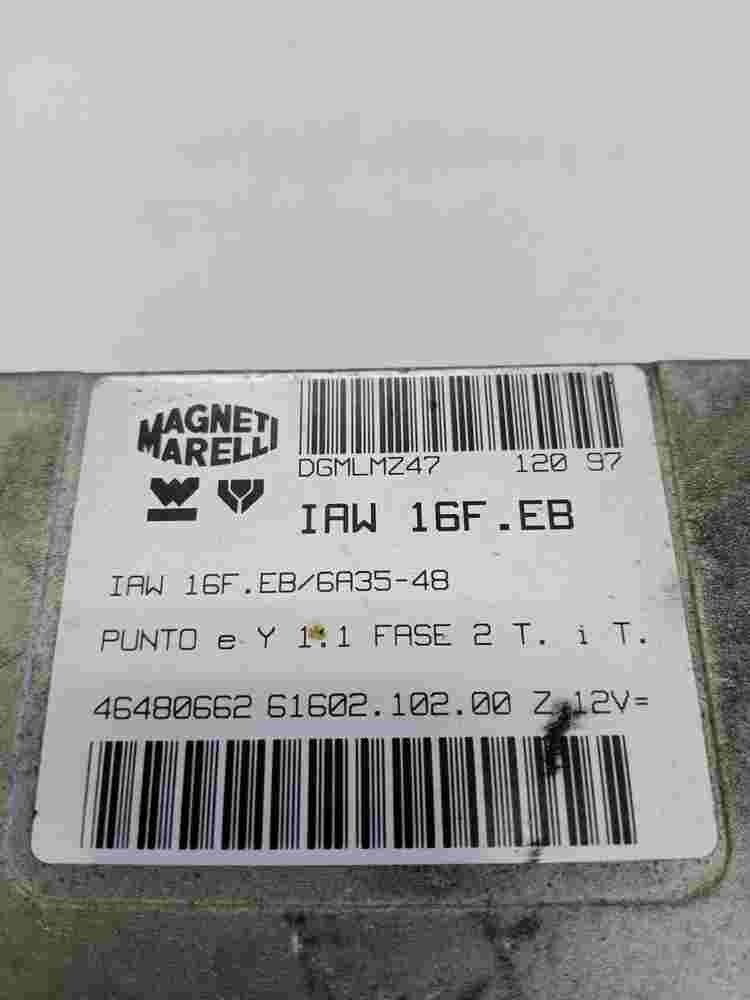 MAGNETI
MARELLI
DGMLMZ47 120 97
IAW 16F.EB
IAW 16F.EB/6A35-48
PUNTO e Y 1.1 FASE 2 T. i T.
46480662 61602.102.00 Z 12V=